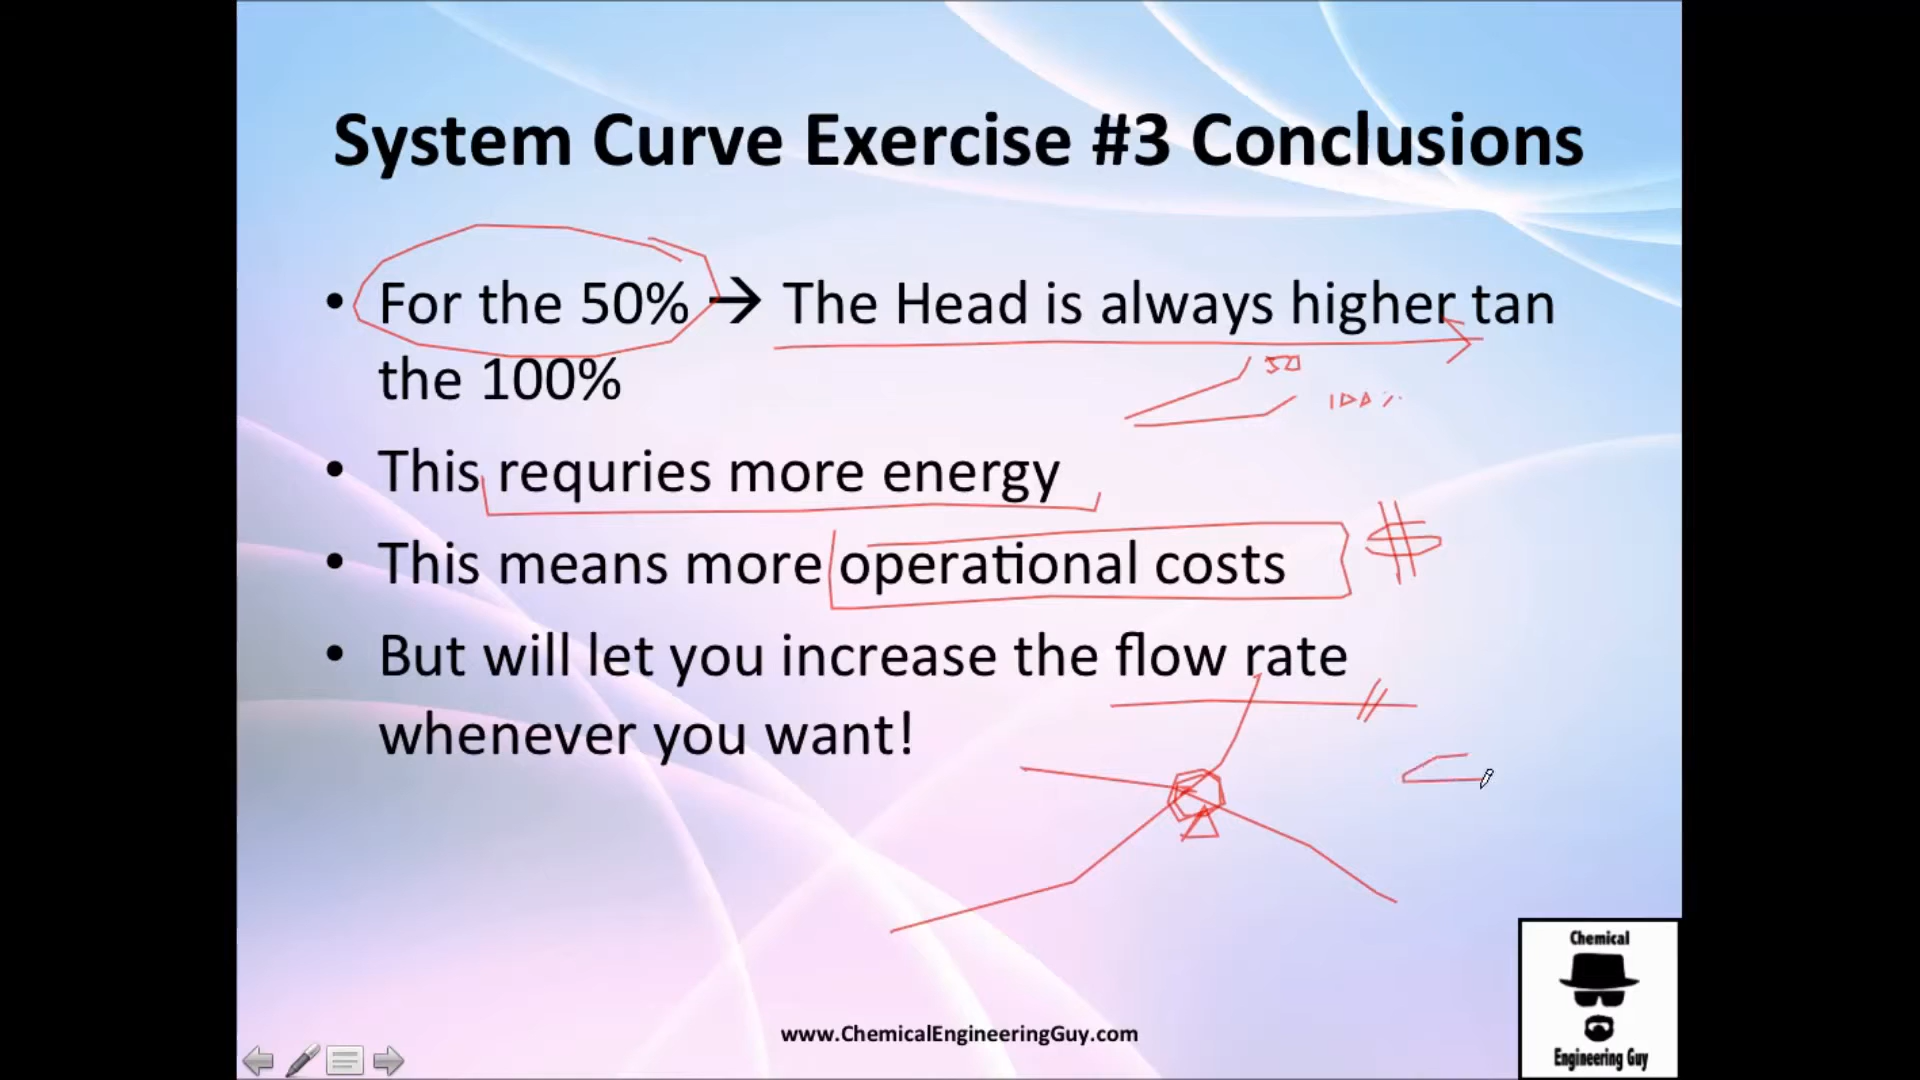 System Curve Exercise #3 Conclusions
• For the 50% → The Head is always higher tan
the 100%
50
100%
• This requries more energy
• This means more operational costs
$
• But will let you increase the flow rate
whenever you want!
Chemical
Engineering Guy
www.ChemicalEngineeringGuy.com